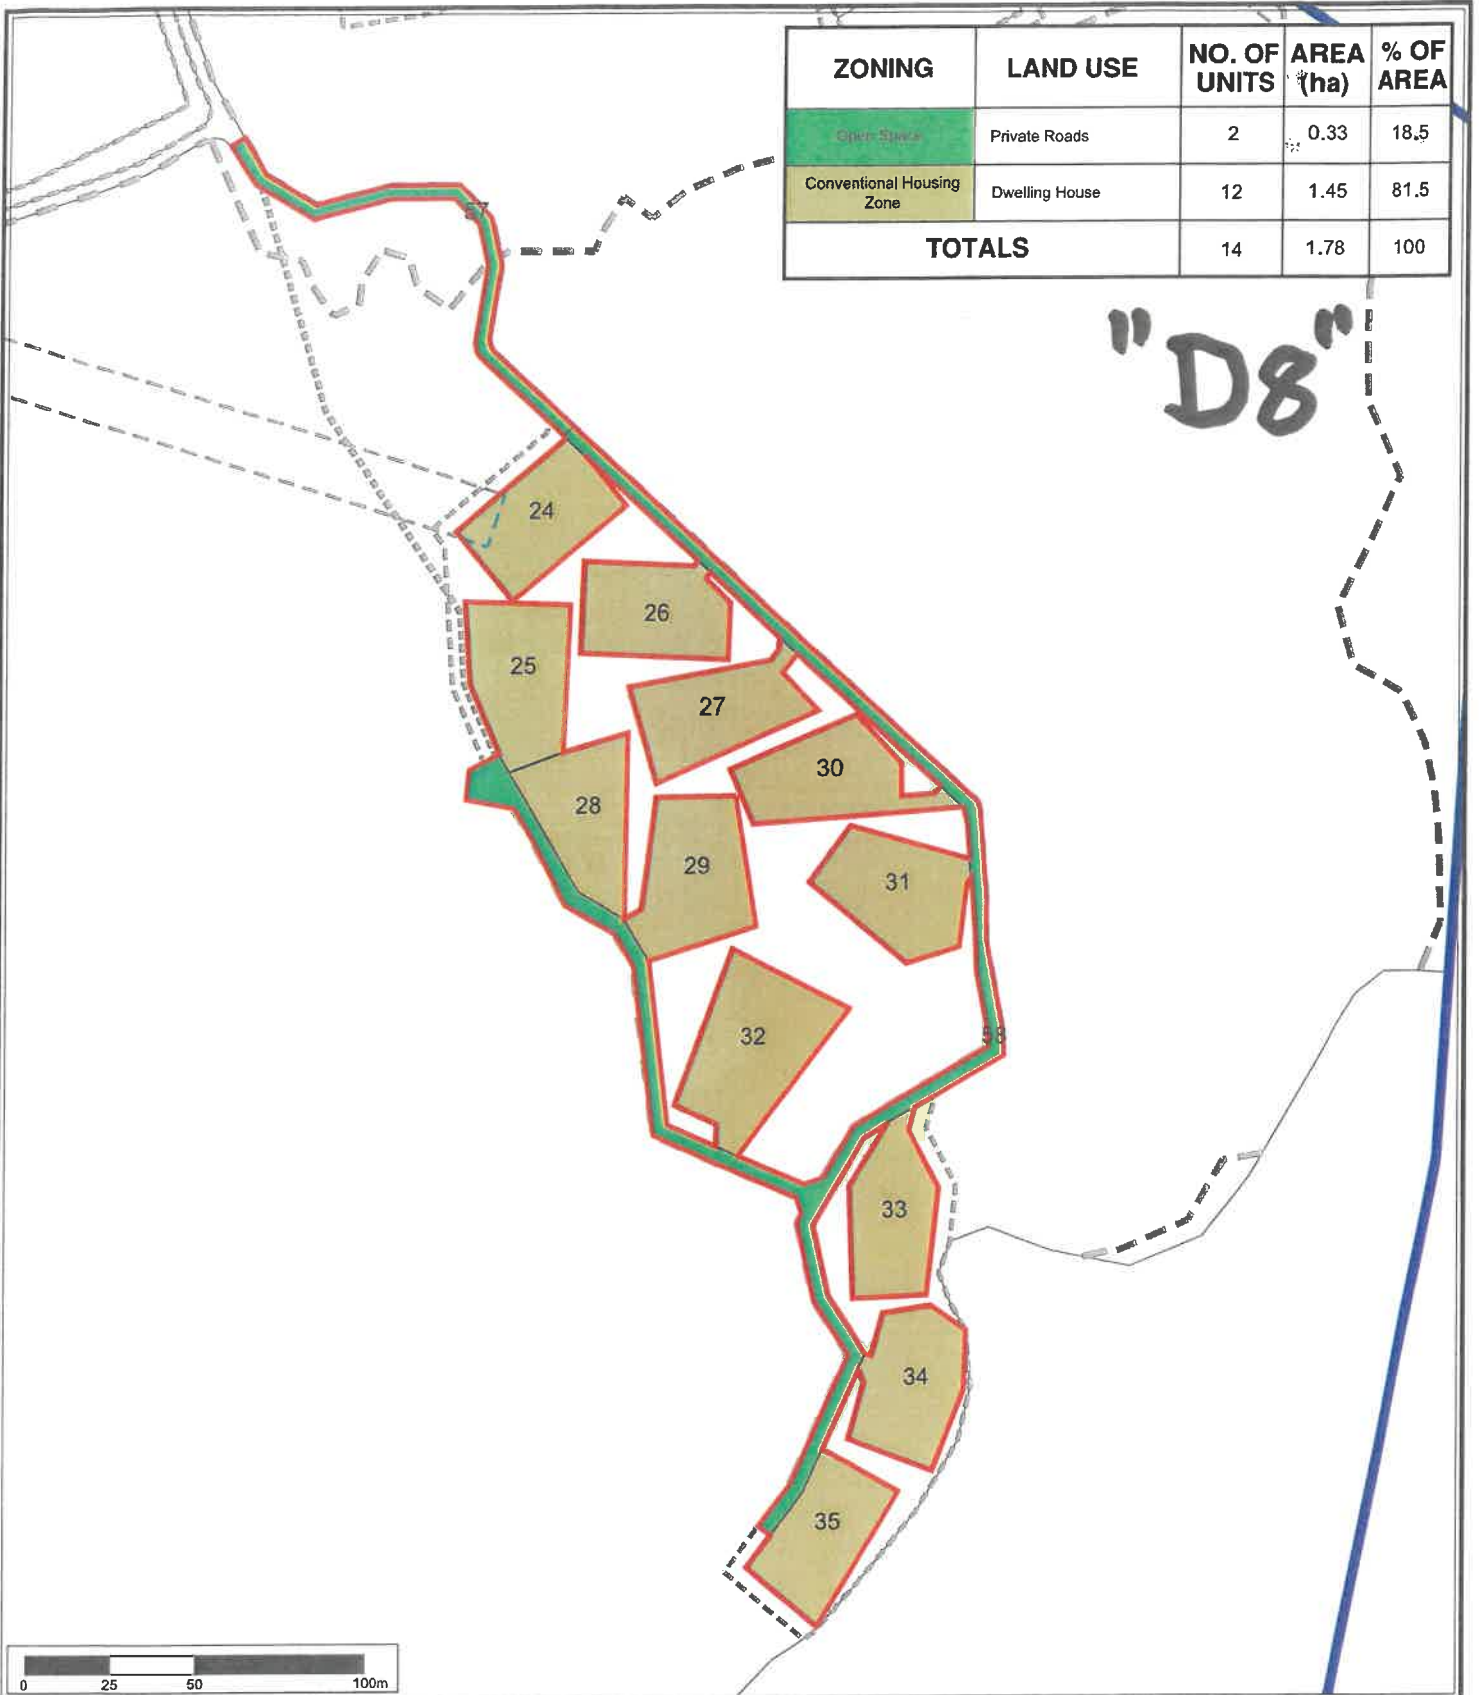 ZONING LAND USE NO. OF UNITS AREA (ha) % OF AREA
Open Space Private Roads 2 0.33 18.5
Conventional Housing Zone Dwelling House 12 1.45 81.5
TOTALS 14 1.78 100
"D8"
57
24
26
25
27
30
28
29
31
32
58
33
34
35
0 25 50 100m